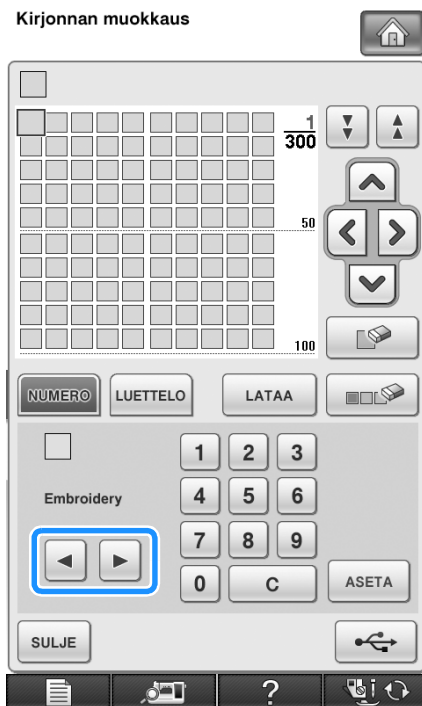 Kirjonnan muokkaus
1
300
50
100
NUMERO LUETTELO LATAA
1 2 3
Embroidery 4 5 6
7 8 9
0 C ASETA
SULJE
?